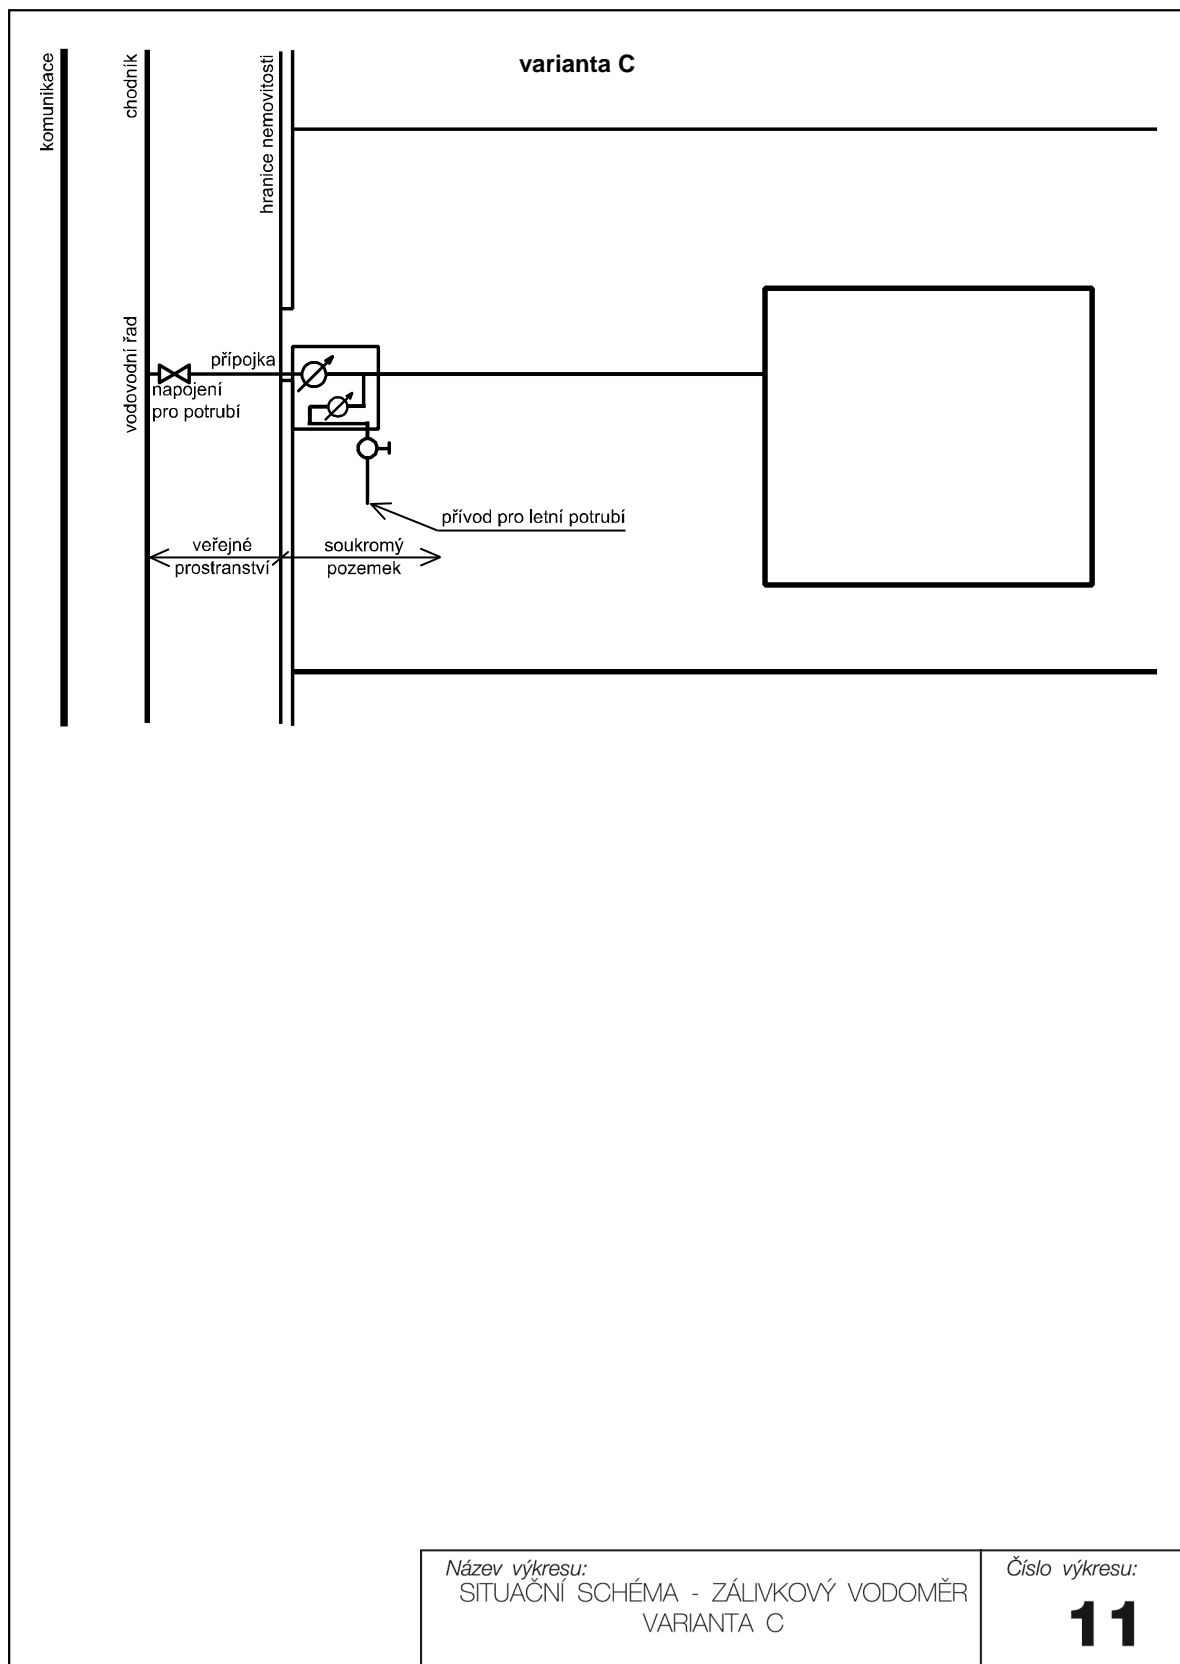 varianta C
komunikace
chodník
hranice nemovitosti
vodovodní řad
přípojka
napojení
pro potrubí
přívod pro letní potrubí
veřejné
prostranství
soukromý
pozemek
Název výkresu:
SITUAČNÍ SCHÉMA - ZÁLIVKOVÝ VODOMĚR
VARIANTA C
Číslo výkresu:
11